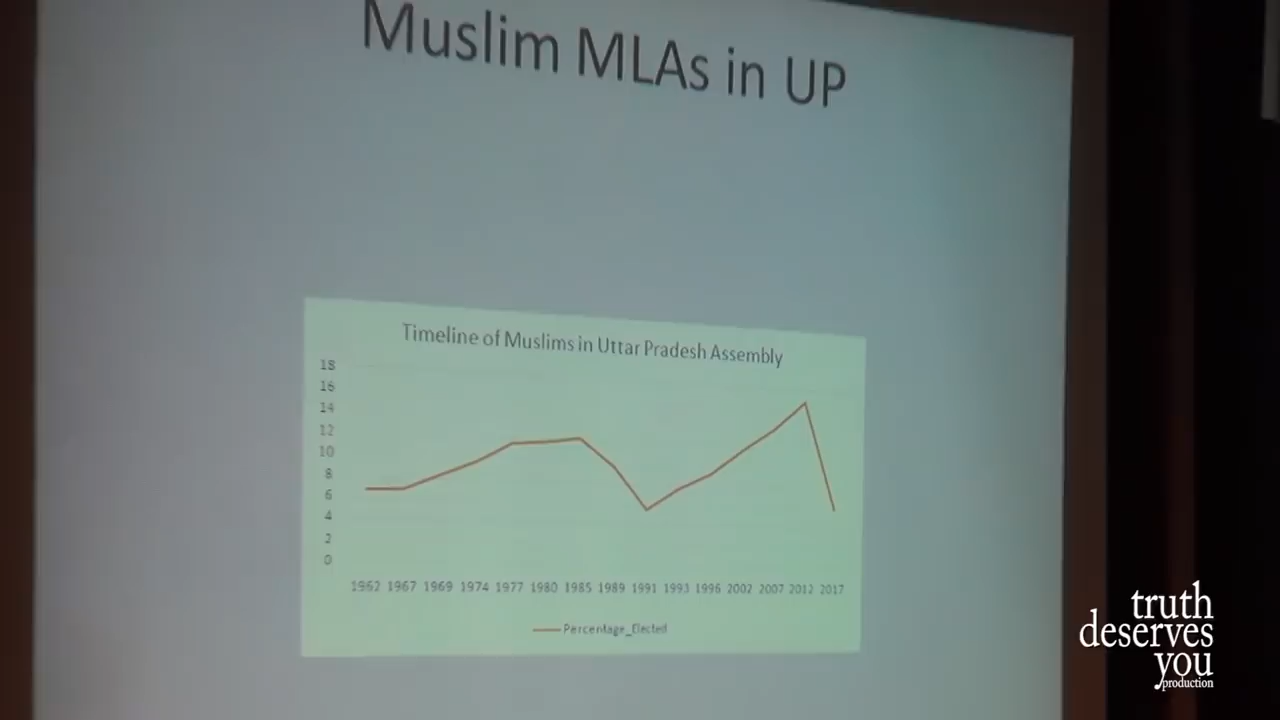 Muslim MLAs in UP
Timeline of Muslims in Uttar Pradesh Assembly
18
16
14
12
10
8
6
4
2
0
1962 1967 1969 1974 1977 1980 1985 1989 1991 1993 1996 2002 2007 2012 2017
Percentage_Elected
truth
deserves
you
production